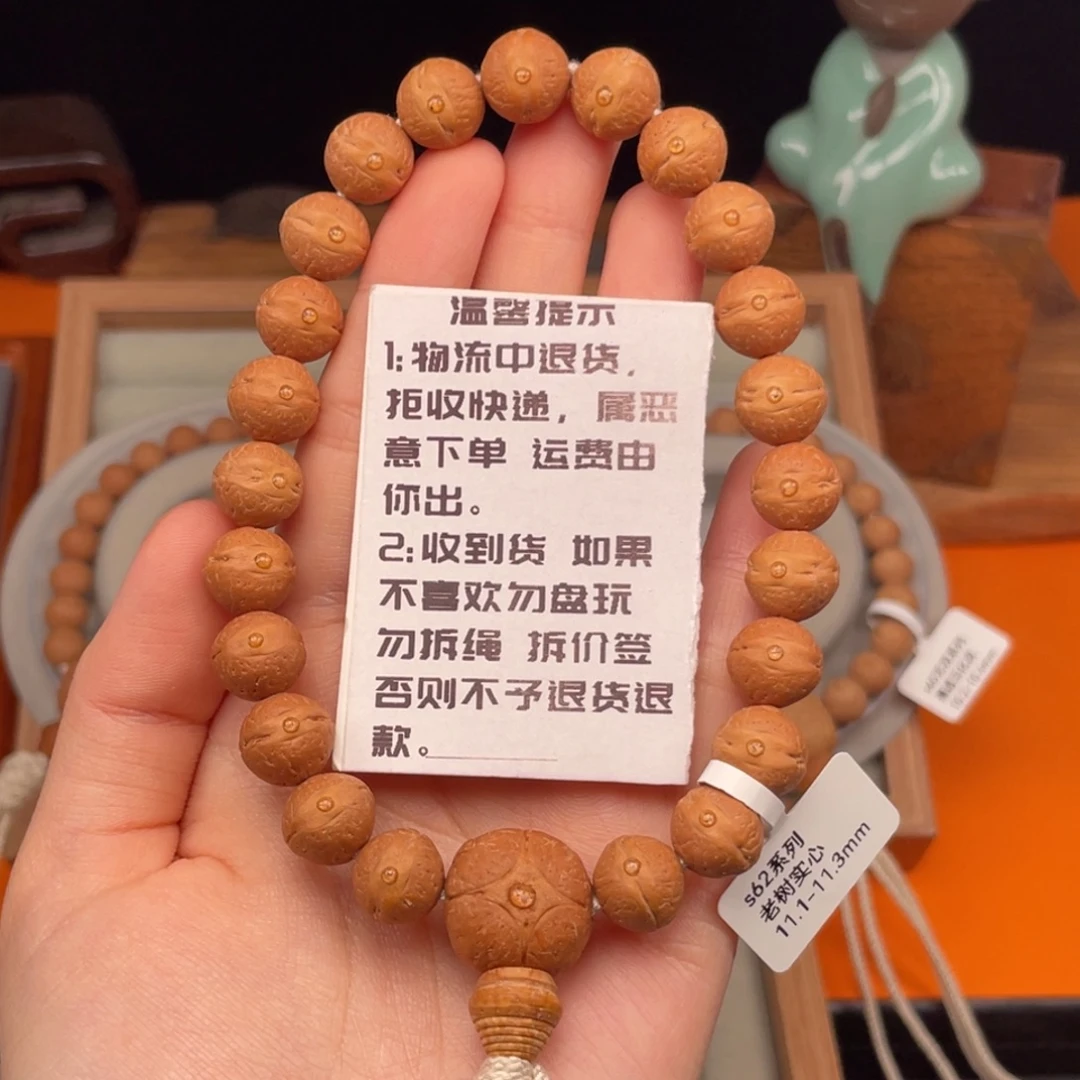 温馨提示
1:物流中退货,
拒收快递，属恶
意下单 运费由
你出。
2:收到货 如果
不喜欢勿盘玩
勿拆绳 拆价签
否则不予退货退
款。
s62系列
老树实心
11.1-11.3mm